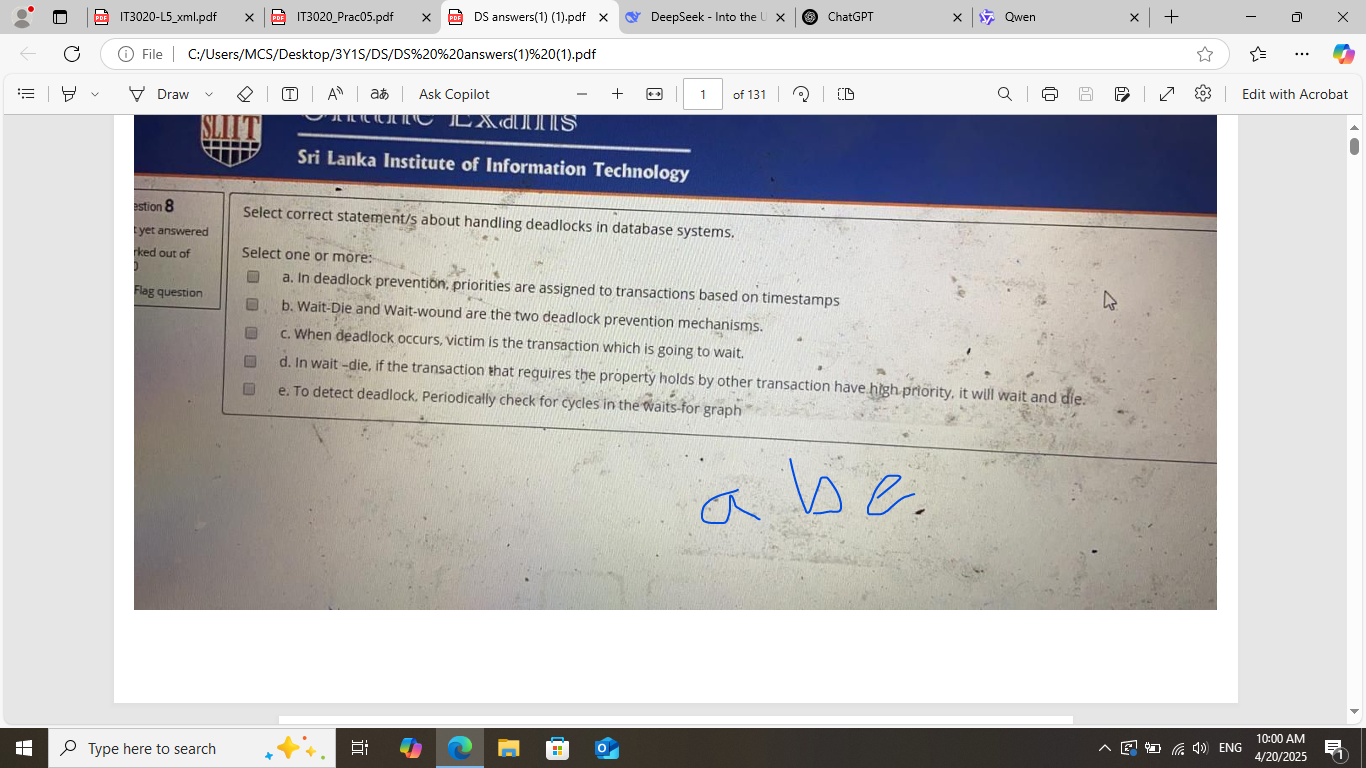 IT3020-L5_xml.pdf
IT3020_Prac05.pdf
DS answers(1) (1).pdf
DeepSeek - Into the U
ChatGPT
Qwen
File
C:/Users/MCS/Desktop/3Y1S/DS/DS%20%20answers(1)%20(1).pdf
Draw
Ask Copilot
1 of 131
Edit with Acrobat
SLIIT
Sri Lanka Institute of Information Technology
estion 8
t yet answered
rked out of
Flag question
Select correct statement/s about handling deadlocks in database systems.
Select one or more:
a. In deadlock prevention, priorities are assigned to transactions based on timestamps
b. Wait-Die and Wait-wound are the two deadlock prevention mechanisms.
c. When deadlock occurs, victim is the transaction which is going to wait.
d. In wait –die, if the transaction that requires the property holds by other transaction have high priority, it will wait and die.
e. To detect deadlock, Periodically check for cycles in the waits-for graph
a b e
Type here to search
ENG
10:00 AM
4/20/2025
1